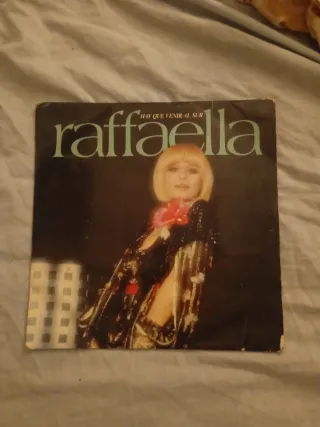 HAY QUE VENIR AL SUR
raffaella